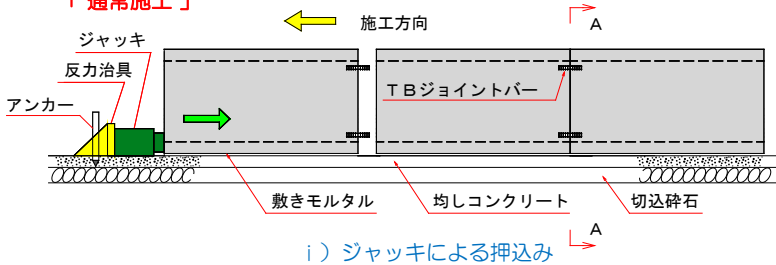 「通常施工」
施工方向
A
ジャッキ
反力治具
アンカー
TBジョイントバー
敷きモルタル
均しコンクリート
切込砕石
A
ⅰ）ジャッキによる押込み